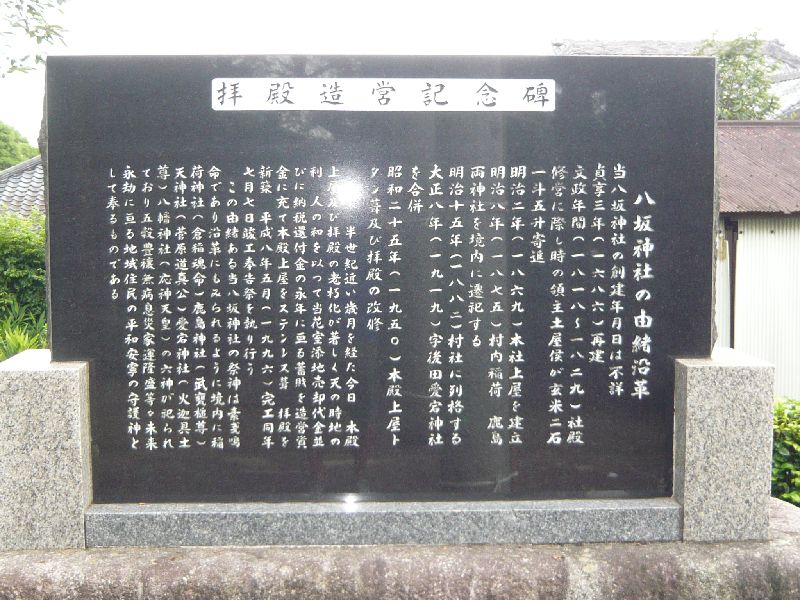 拝殿造営記念碑
八坂神社の由緒沿革
当八坂神社の創建年月日は不詳
貞享三年(一六八六)再建
文政年間(一八一八~一八二九)社殿
修営に際し時の領主土屋侯が玄米二石
一斗五升寄進
明治二年(一八六九)本社上屋を建立
明治八年(一八七五)村内稲荷 鹿島
両神社を境内に遷祀する
明治十五年(一八八二)村社に列格する
大正八年(一九一九)字後田愛宕神社
を合併
昭和二十五年(一九五〇)本殿上屋ト
タン葺及び拝殿の改修
半世紀近い歳月を経た今日 本殿
上屋及び拝殿の老朽化が著しく天の時地の
利 人の和を以って当花室添地売却代金並
びに納税還付金の永年に亘る蓄財を造営資
金に充て本殿上屋をステンレス葺 拝殿を
新築 平成八年五月(一九九六)完工同年
七月七日竣工奉告祭を執り行う
この由緒ある当八坂神社の祭神は素戔嗚
命であり沿革にもみられるように境内に稲
荷神社(倉稲魂命)鹿島神社(武甕槌尊)
天神社(菅原道真公)愛宕神社(火迦具土
尊)八幡神社(応神天皇)の六神が祀られ
ており五穀豊穣無病息災家運隆盛等々未来
永劫に亘る地域住民の平和安寧の守護神と
して奉るものである